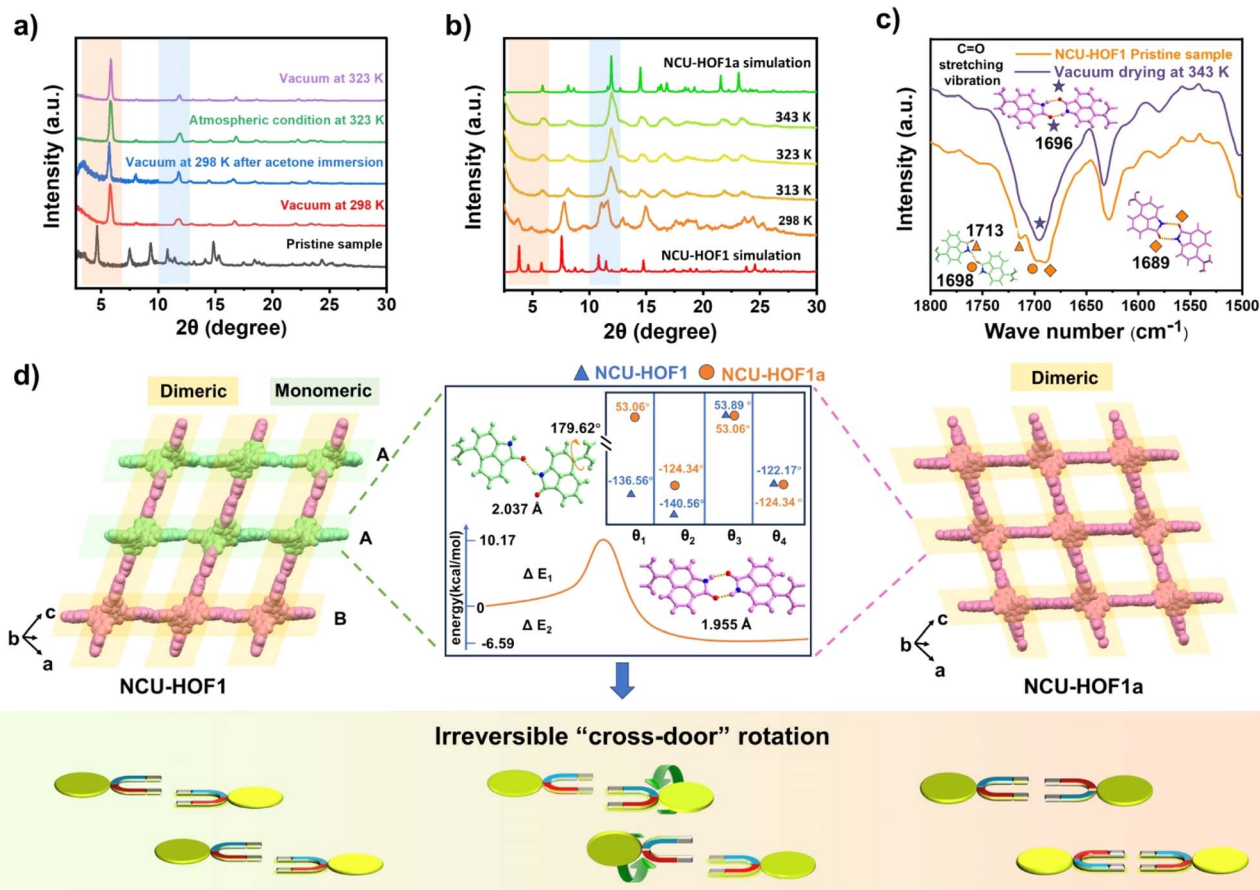 a)
Intensity (a.u.)
Vacuum at 323 K
Atmospheric condition at 323 K
Vacuum at 298 K after acetone immersion
Vacuum at 298 K
Pristine sample
5 10 15 20 25 30
2θ (degree)
b)
Intensity (a.u.)
NCU-HOF1a simulation
343 K
323 K
313 K
298 K
NCU-HOF1 simulation
5 10 15 20 25 30
2θ (degree)
c)
Intensity (a.u.)
C=O
stretching
vibration
NCU-HOF1 Pristine sample
Vacuum drying at 343 K
1696
1713
1698
1689
1800 1750 1700 1650 1600 1550 1500
Wave number (cm⁻¹)
d)
Dimeric
Monomeric
A
A
B
c
b
a
NCU-HOF1
NCU-HOF1
NCU-HOF1a
179.62°
2.037 Å
53.06°
-136.56°
-124.34°
-140.56°
53.89°
53.06°
-122.17°
-124.34°
θ₁ θ₂ θ₃ θ₄
energy(kcal/mol)
10.17
Δ E₁
0
Δ E₂
-6.59
1.955 Å
Dimeric
c
b
a
NCU-HOF1a
Irreversible “cross-door” rotation